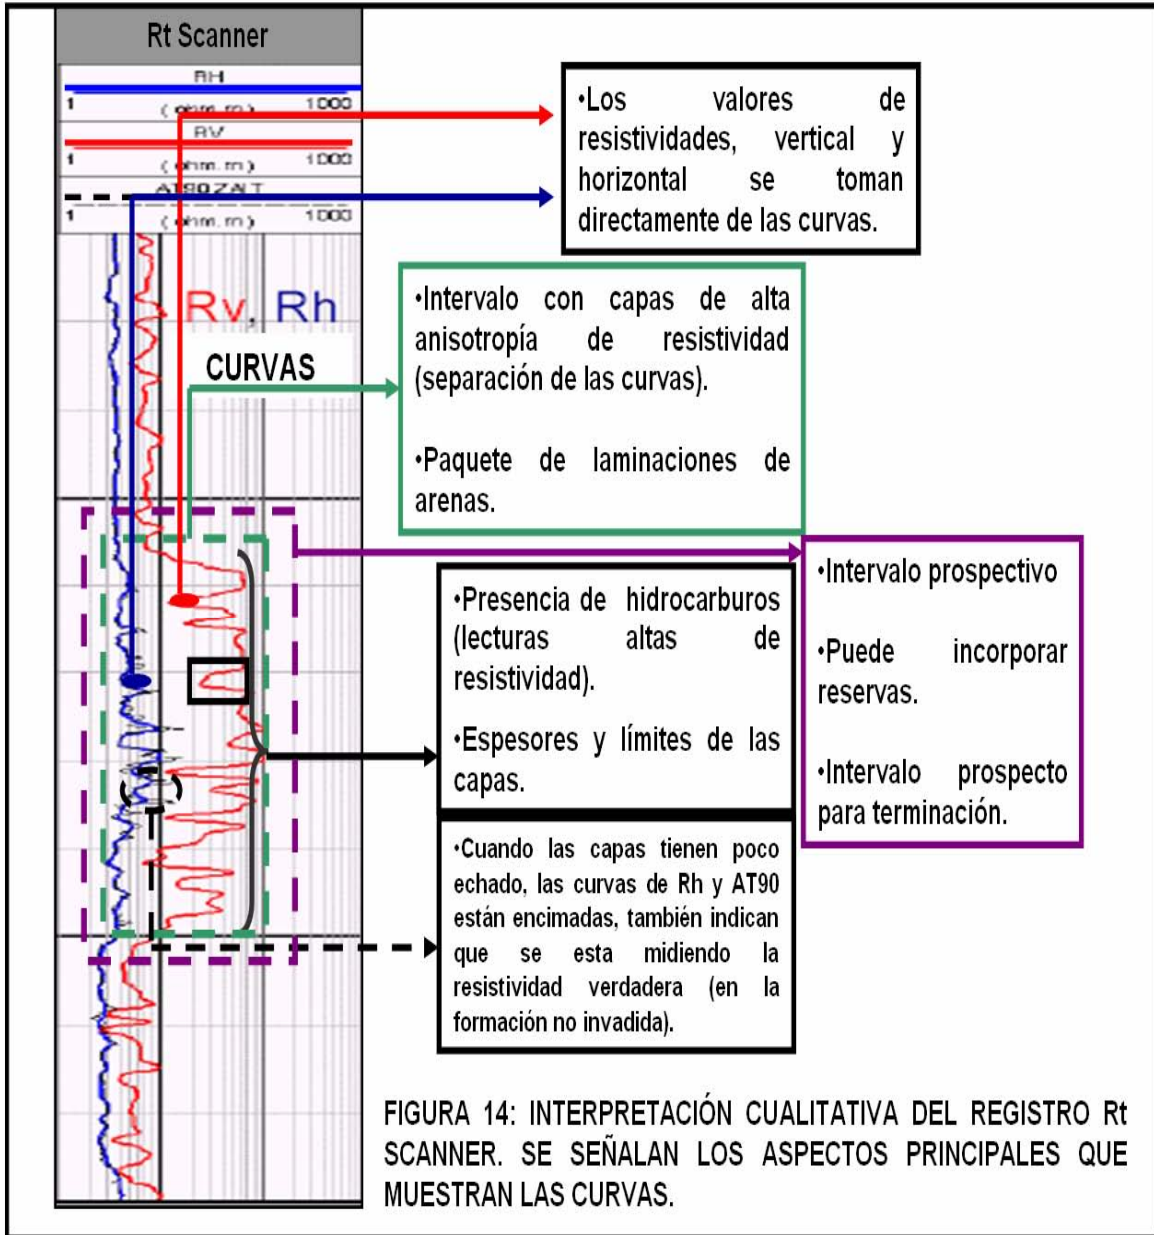 Rt Scanner
RH
1 (ohm.m) 1000
RV
1 (ohm.m) 1000
AT90ZAIT
1 (ohm.m) 1000
Rv, Rh
CURVAS
•Los valores de
resistividades, vertical y
horizontal se toman
directamente de las curvas.
•Intervalo con capas de alta
anisotropía de resistividad
(separación de las curvas).
•Paquete de laminaciones de
arenas.
•Presencia de hidrocarburos
(lecturas altas de
resistividad).
•Espesores y límites de las
capas.
•Intervalo prospectivo
•Puede incorporar
reservas.
•Intervalo prospecto
para terminación.
•Cuando las capas tienen poco
echado, las curvas de Rh y AT90
están encimadas, también indican
que se esta midiendo la
resistividad verdadera (en la
formación no invadida).
FIGURA 14: INTERPRETACIÓN CUALITATIVA DEL REGISTRO Rt
SCANNER. SE SEÑALAN LOS ASPECTOS PRINCIPALES QUE
MUESTRAN LAS CURVAS.